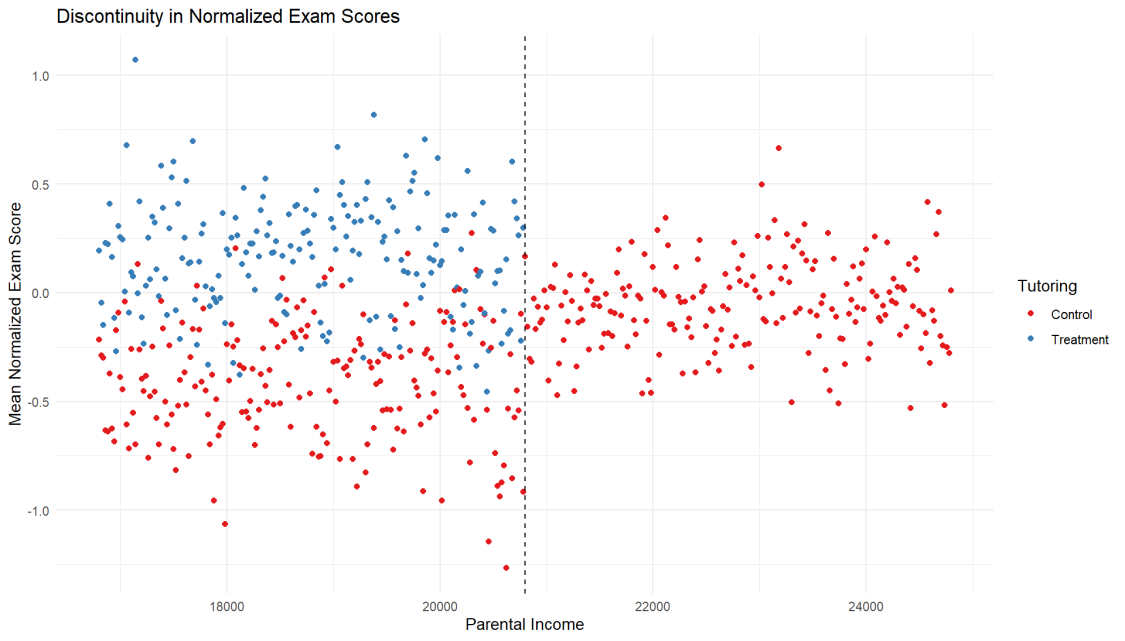 Discontinuity in Normalized Exam Scores
Mean Normalized Exam Score
1.0
0.5
0.0
-0.5
-1.0
18000
20000
22000
24000
Parental Income
Tutoring
Control
Treatment